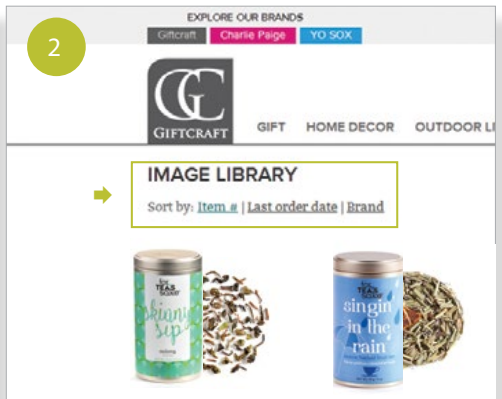 2
EXPLORE OUR BRANDS
Giftcraft Charlie Paige YO SOX
GC
GIFTCRAFT
GIFT HOME DECOR OUTDOOR LI
IMAGE LIBRARY
Sort by: Item # | Last order date | Brand
TEAS
skinny
sip
oolong
TEAS
singin'
in the
rain